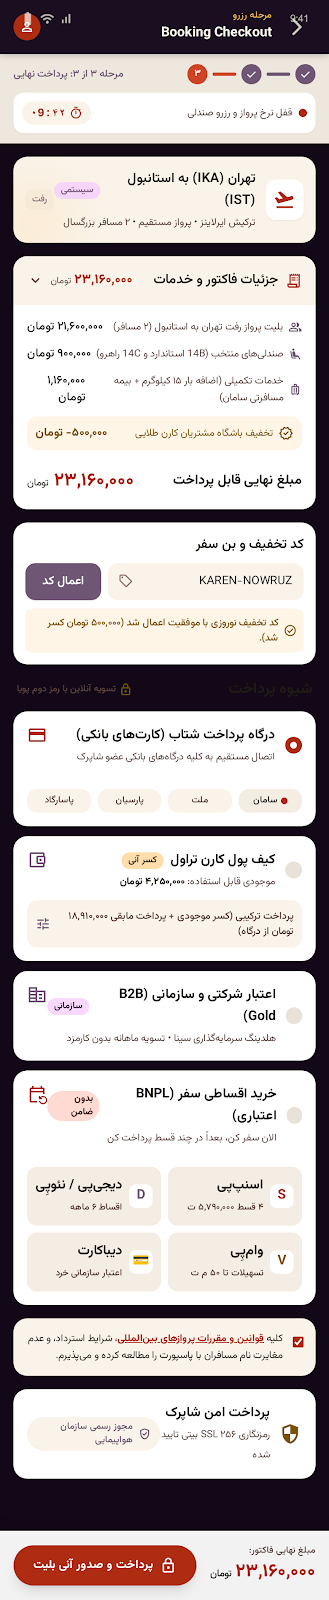 9:41
مرحله رزرو
Booking Checkout
۳
مرحله ۳ از ۳: پرداخت نهایی
قفل نرخ پرواز و رزرو صندلی
تهران (IKA) به استانبول
(IST)
سیستمی
رفت
ترکیش ایرلاینز • پرواز مستقیم • ۲ مسافر بزرگسال
جزئیات فاکتور و خدمات
۲۳,۱۶۰,۰۰۰ تومان
بلیت پرواز رفت تهران به استانبول (۲ مسافر)
۲۱,۶۰۰,۰۰۰ تومان
صندلی‌های منتخب (14B استاندارد و 14C راهرو)
۹۰۰,۰۰۰ تومان
خدمات تکمیلی (اضافه بار ۱۵ کیلوگرم + بیمه
مسافرتی سامان)
۱,۱۶۰,۰۰۰
تومان
تخفیف باشگاه مشتریان کارن طلایی
-۵۰۰,۰۰۰ تومان
مبلغ نهایی قابل پرداخت
۲۳,۱۶۰,۰۰۰ تومان
کد تخفیف و بن سفر
KAREN-NOWRUZ
اعمال کد
کد تخفیف نوروزی با موفقیت اعمال شد (۵۰۰,۰۰۰ تومان کسر
شد).
شیوه پرداخت
تسویه آنلاین با رمز دوم پویا
درگاه پرداخت شتاب (کارت‌های بانکی)
اتصال مستقیم به کلیه درگاه‌های بانکی عضو شاپرک
سامان
ملت
پارسیان
پاسارگاد
کیف پول کارن تراول
کسر آنی
موجودی قابل استفاده: ۴,۲۵۰,۰۰۰ تومان
پرداخت ترکیبی (کسر موجودی + پرداخت مابقی ۱۸,۹۱۰,۰۰۰
تومان از درگاه)
اعتبار شرکتی و سازمانی (B2B
Gold)
سازمانی
هلدینگ سرمایه‌گذاری سینا • تسویه ماهانه بدون کارمزد
خرید اقساطی سفر (BNPL
اعتباری)
بدون
ضامن
الان سفر کن، بعداً در چند قسط پرداخت کن
S
اسنپ‌پی
۴ قسط ۵,۷۹۰,۰۰۰ ت
D
دیجی‌پی / نئوپِی
اقساط ۶ ماهه
V
وام‌پِی
تسهیلات تا ۵۰ م ت
دیباکارت
اعتبار سازمانی خرد
کلیه قوانین و مقررات پروازهای بین‌المللی، شرایط استرداد، و عدم
مغایرت نام مسافران با پاسپورت را مطالعه کرده و می‌پذیرم.
پرداخت امن شاپرک
رمزنگاری SSL ۲۵۶ بیتی تایید
شده
مجوز رسمی سازمان
هواپیمایی
مبلغ نهایی فاکتور:
۲۳,۱۶۰,۰۰۰ تومان
پرداخت و صدور آنی بلیت